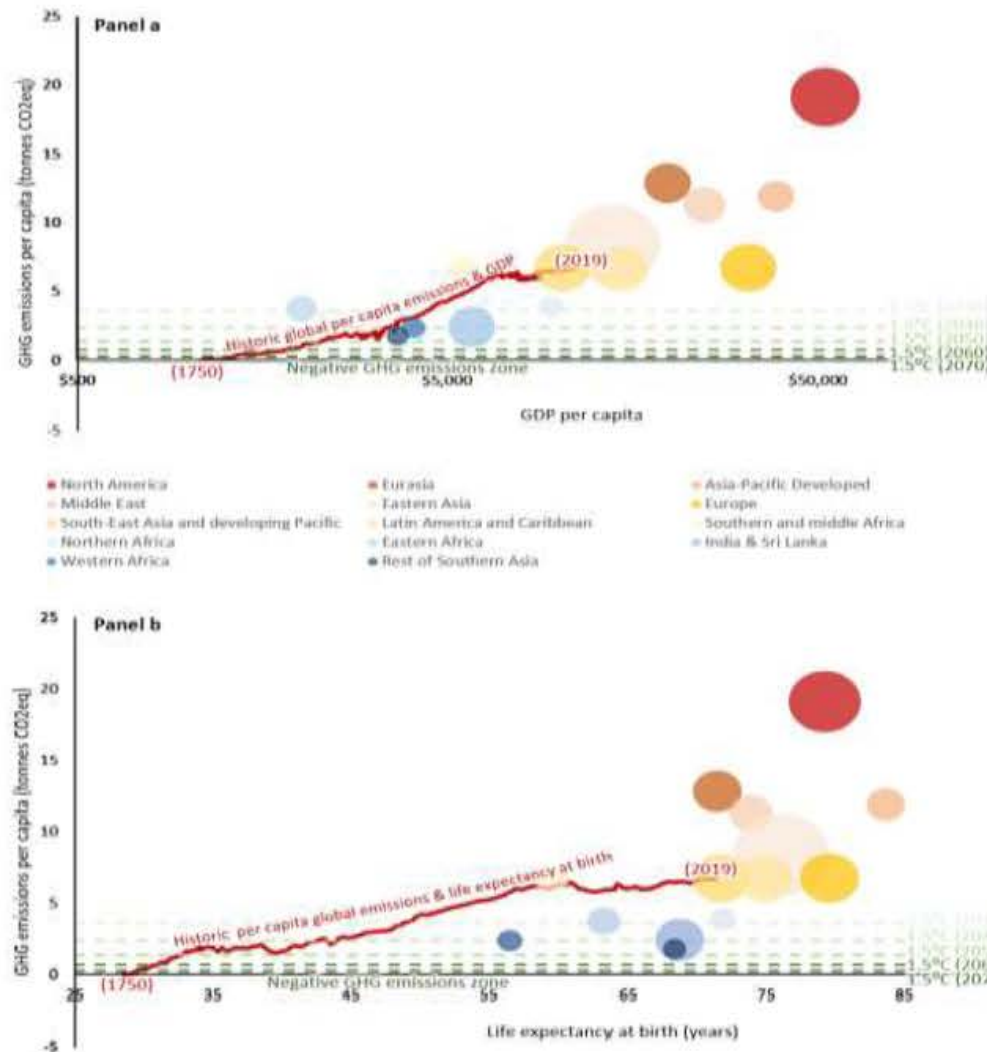 25
Panel a
20
15
10
5
0
-5
GHG emissions per capita (tonnes CO2eq)
Historic global per capita emissions & GDP
(2019)
(1750)
Negative GHG emissions zone
(2060)
1.5°C (2070)
$500
$5,000
$50,000
GDP per capita
North America
Eurasia
Asia-Pacific Developed
Middle East
Eastern Asia
Europe
South-East Asia and developing Pacific
Latin America and Caribbean
Southern and middle Africa
Northern Africa
Eastern Africa
India & Sri Lanka
Western Africa
Rest of Southern Asia
25
Panel b
20
15
10
5
0
-5
GHG emissions per capita (tonnes CO2eq)
Historic per capita global emissions & life expectancy at birth
(2019)
(1750)
Negative GHG emissions zone
25
35
45
55
65
75
85
Life expectancy at birth (years)